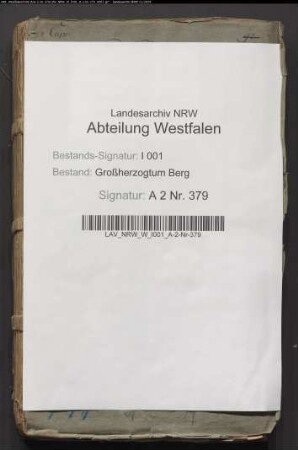 Landesarchiv NRW
Abteilung Westfalen
Bestands-Signatur: I 001
Bestand: Großherzogtum Berg
Signatur: A 2 Nr. 379
LAV_NRW_W_I001_A-2-Nr-379